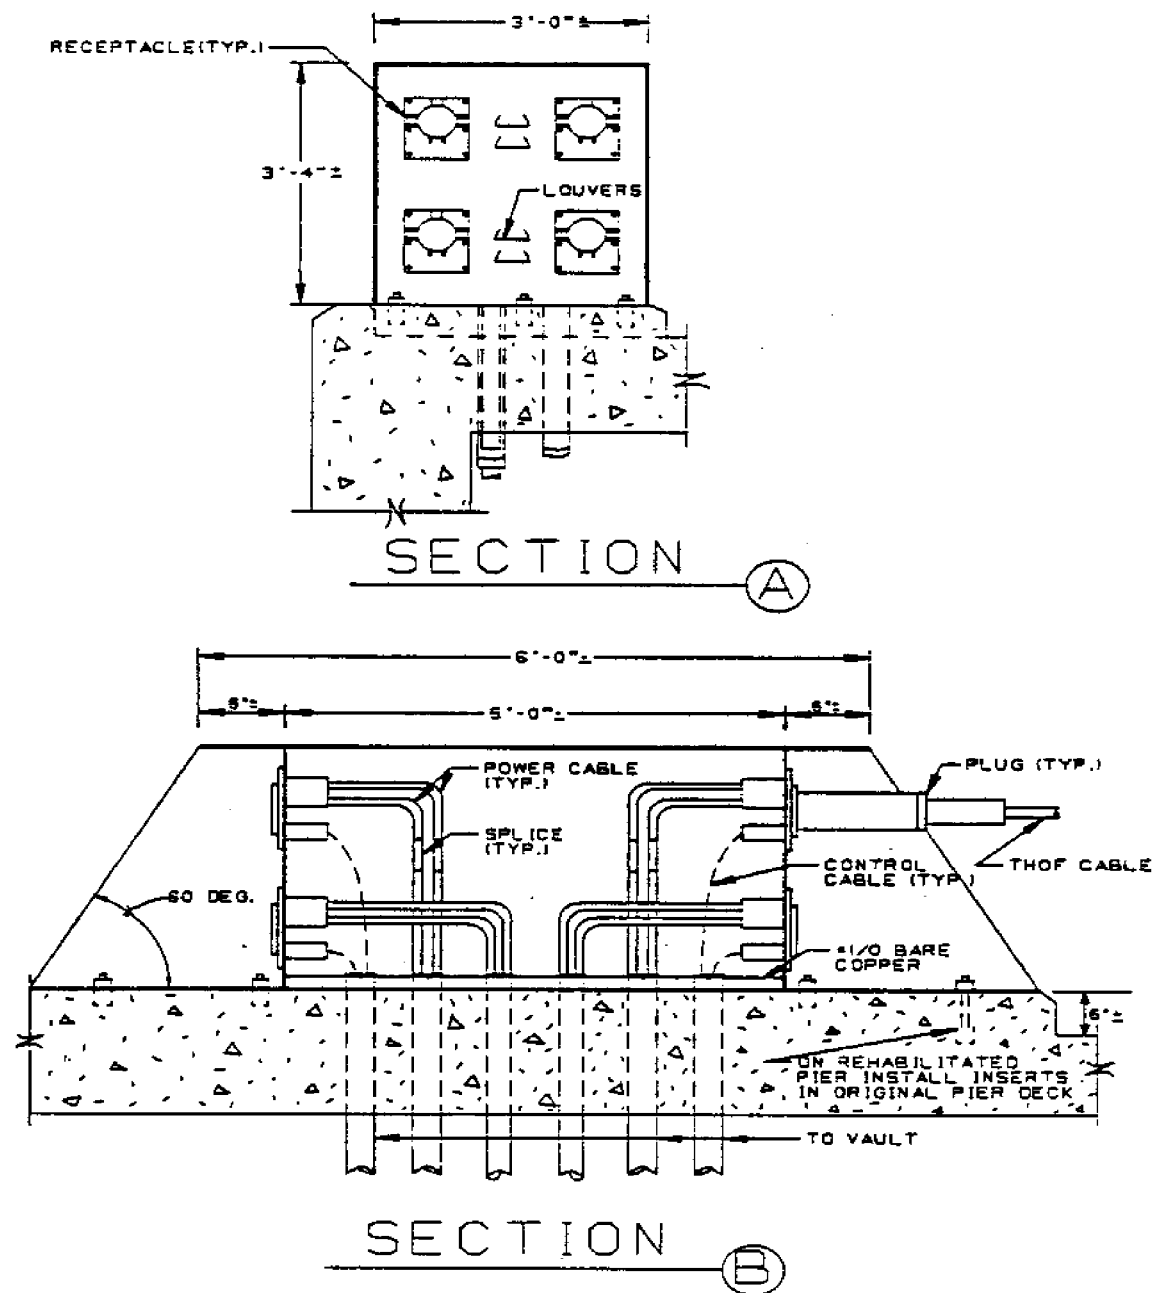 3'-0"±
RECEPTACLE(TYP.)
3'-4"±
LOUVERS
SECTION
A
6'-0"±
6"±
5'-0"±
6"±
POWER CABLE
(TYP.)
PLUG (TYP.)
SPLICE
(TYP.)
CONTROL
CABLE (TYP.)
THOF CABLE
60 DEG.
#1/0 BARE
COPPER
6"±
ON REHABILITATED
PIER INSTALL INSERTS
IN ORIGINAL PIER DECK
TO VAULT
SECTION
B